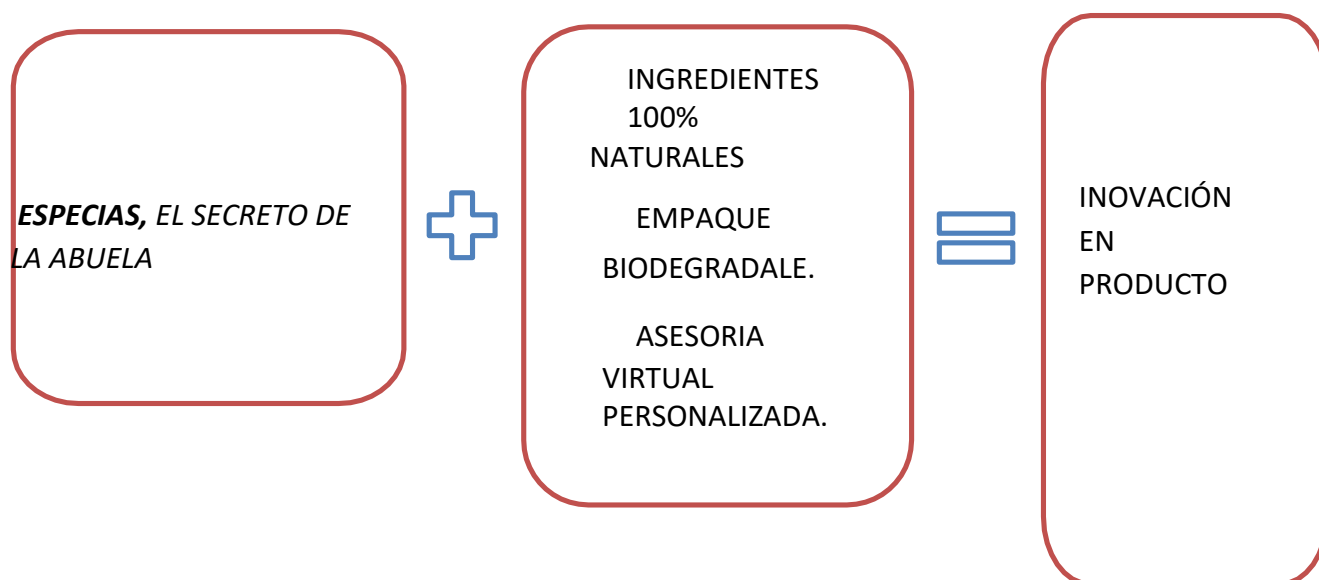 ESPECIAS, EL SECRETO DE
LA ABUELA
INGREDIENTES
100%
NATURALES
EMPAQUE
BIODEGRADALE.
ASESORIA
VIRTUAL
PERSONALIZADA.
INOVACIÓN
EN
PRODUCTO